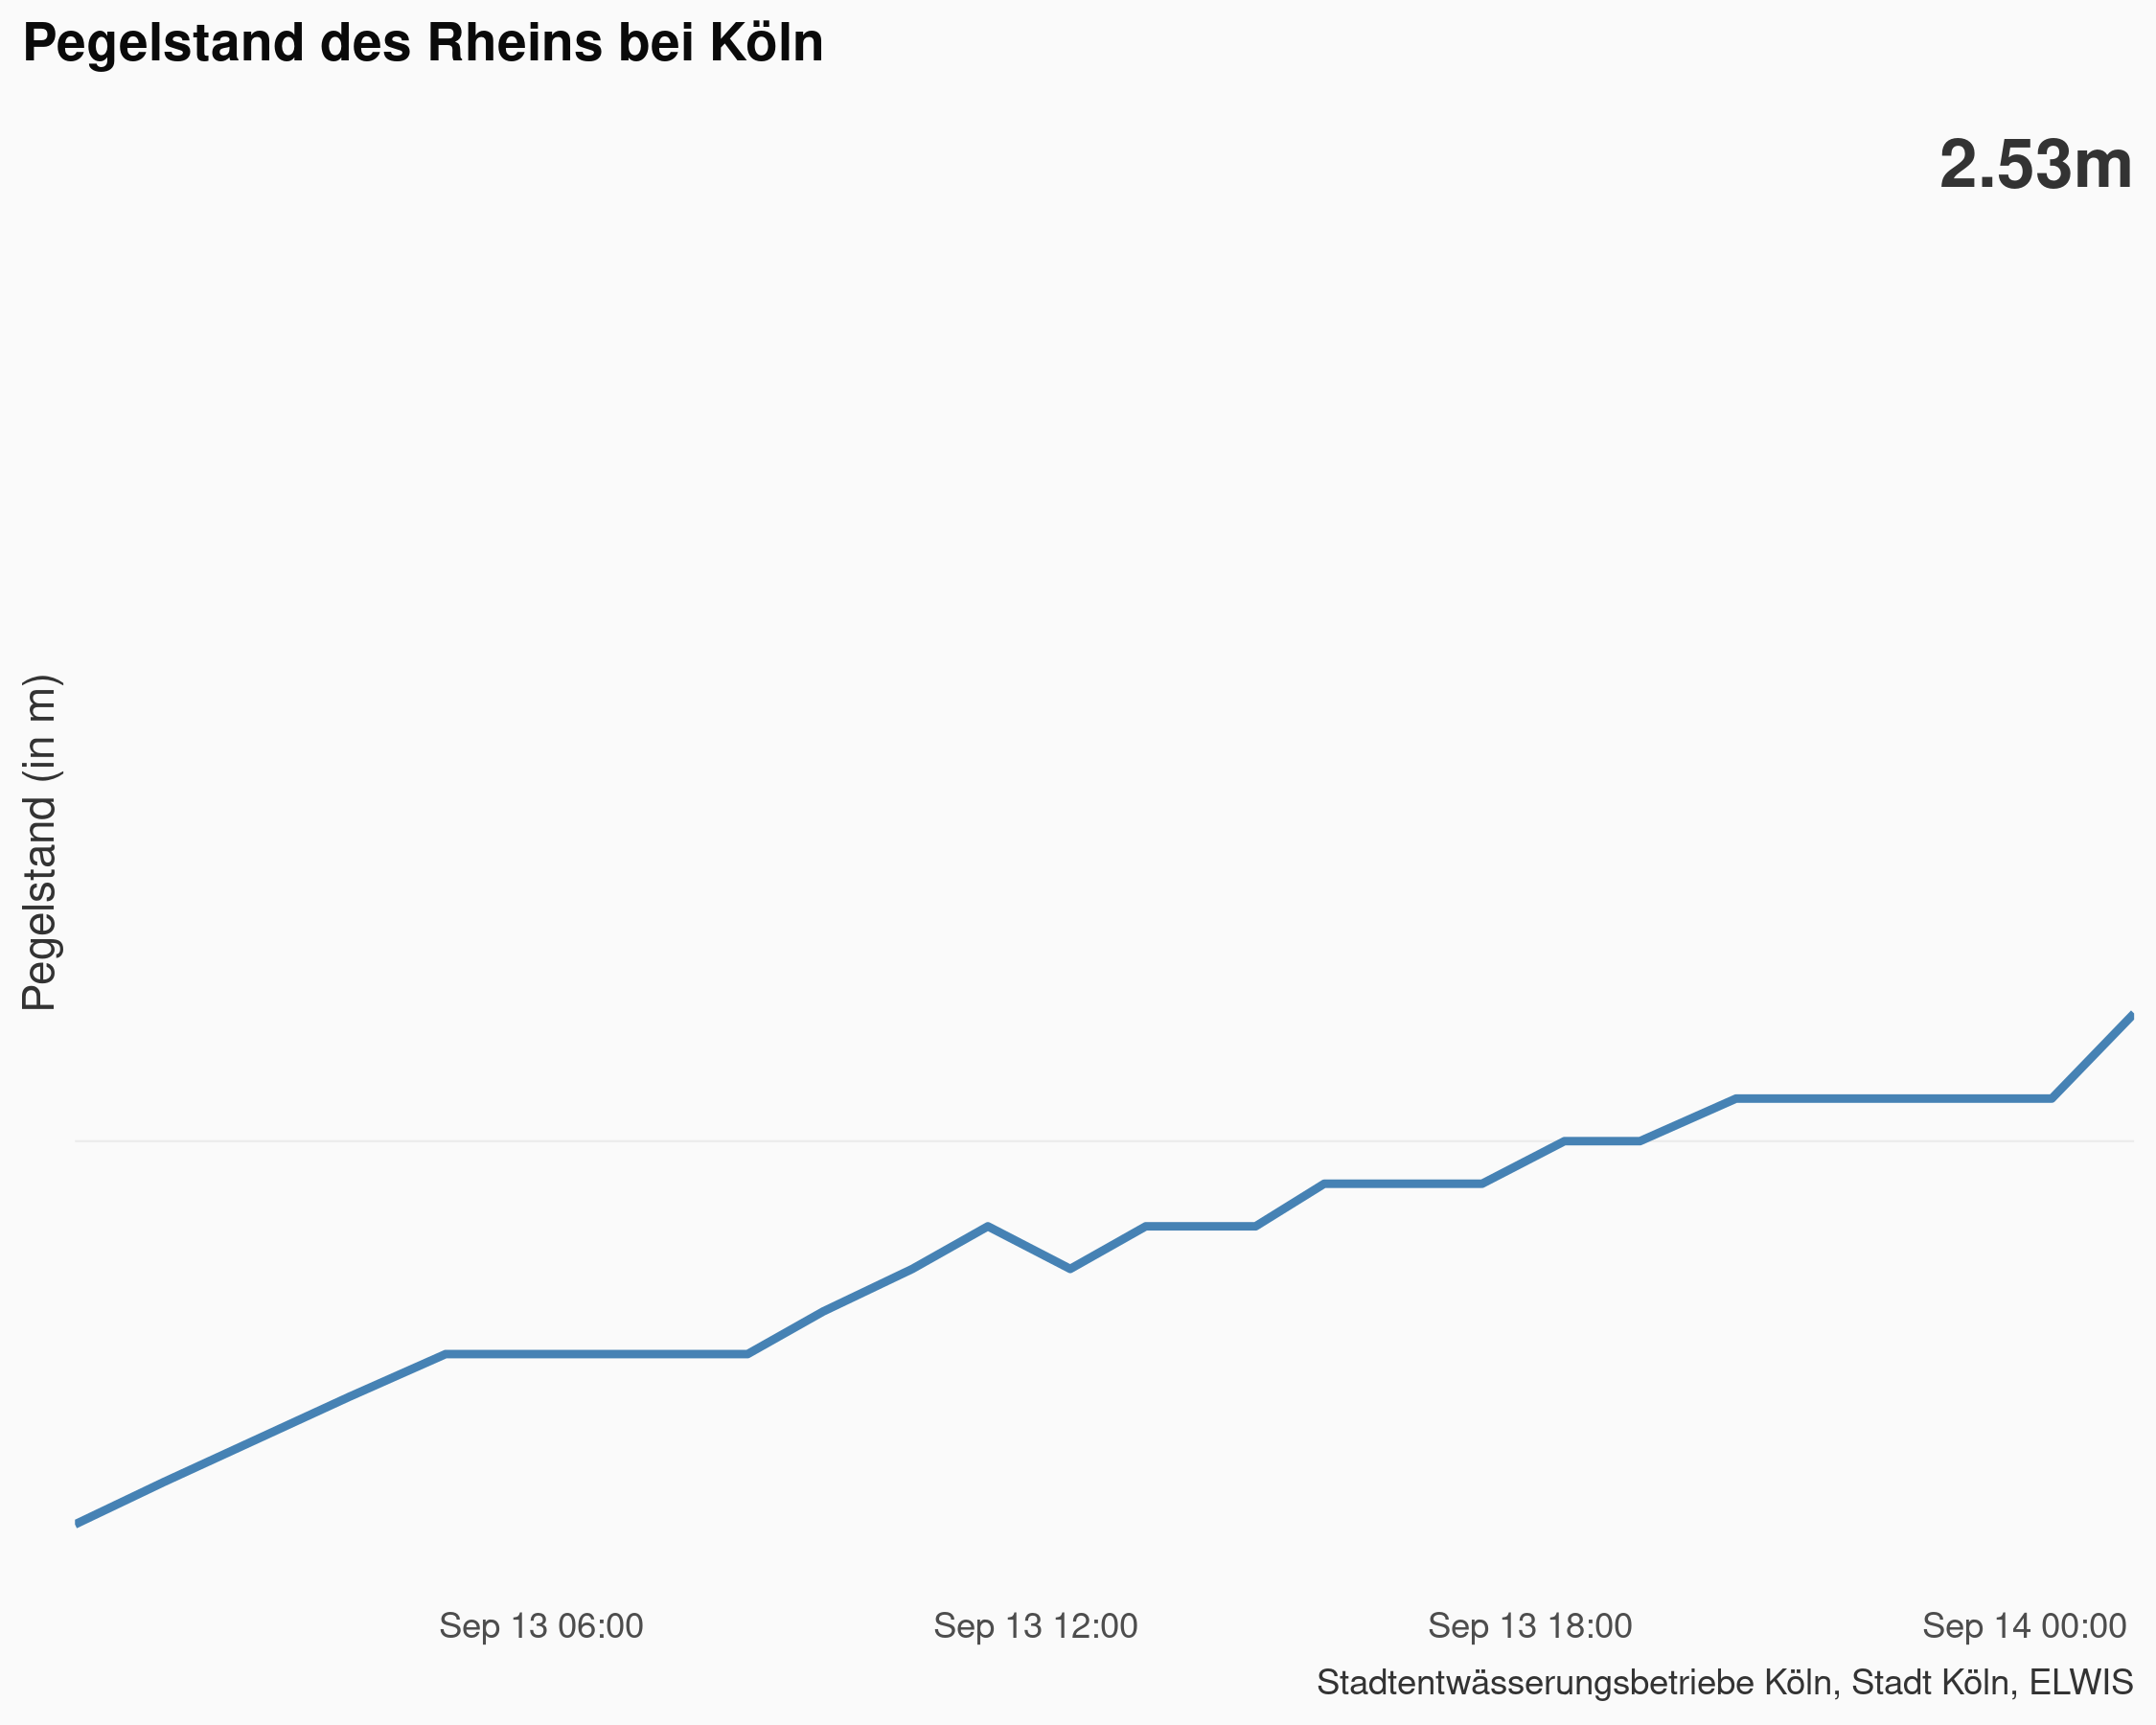 Pegelstand des Rheins bei Köln
2.53m
Pegelstand (in m)
Sep 13 06:00
Sep 13 12:00
Sep 13 18:00
Sep 14 00:00
Stadtentwässerungsbetriebe Köln, Stadt Köln, ELWIS